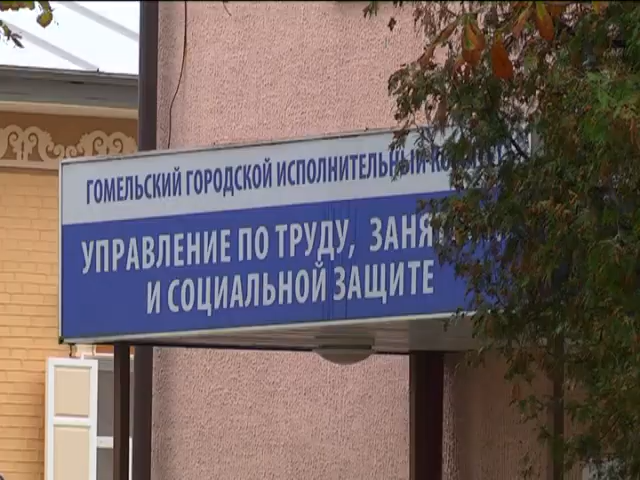 ГОМЕЛЬСКИЙ ГОРОДСКОЙ ИСПОЛНИТЕЛЬНЫЙ
УПРАВЛЕНИЕ ПО ТРУДУ,
И СОЦИАЛЬНОЙ ЗАЩИТЕ